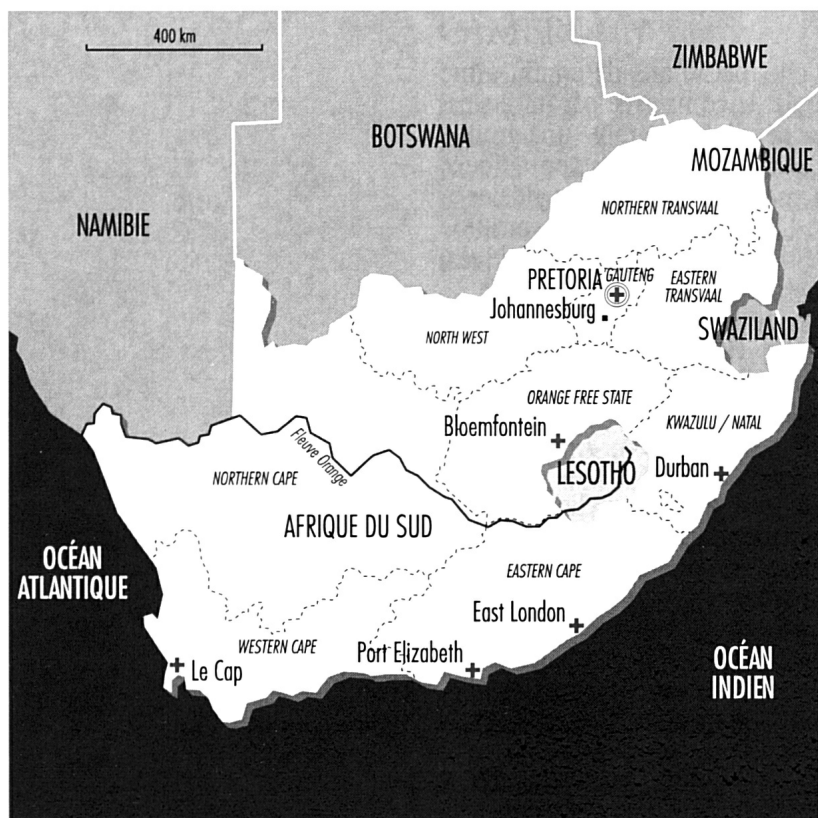 400 km
ZIMBABWE
BOTSWANA
MOZAMBIQUE
NAMIBIE
NORTHERN TRANSVAAL
PRETORIA
GAUTENG
EASTERN
TRANSVAAL
Johannesburg
NORTH WEST
SWAZILAND
ORANGE FREE STATE
KWAZULU / NATAL
Bloemfontein
Fleuve Orange
LESOTHO
Durban
NORTHERN CAPE
AFRIQUE DU SUD
OCÉAN
ATLANTIQUE
EASTERN CAPE
East London
WESTERN CAPE
Port Elizabeth
Le Cap
OCÉAN
INDIEN